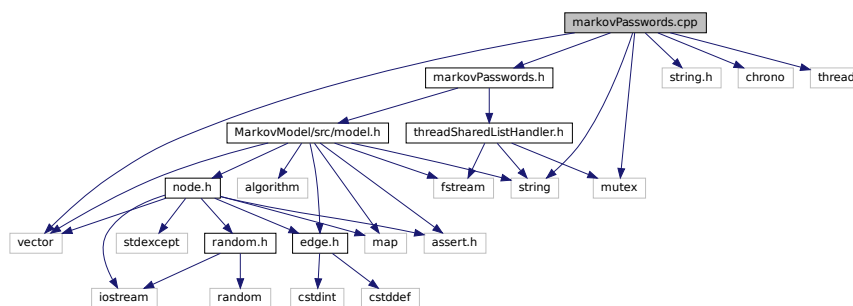 markovPasswords.cpp
markovPasswords.h
string.h
chrono
thread
MarkovModel/src/model.h
threadSharedListHandler.h
node.h
algorithm
fstream
string
mutex
vector
stdexcept
random.h
edge.h
map
assert.h
iostream
random
cstdint
cstddef